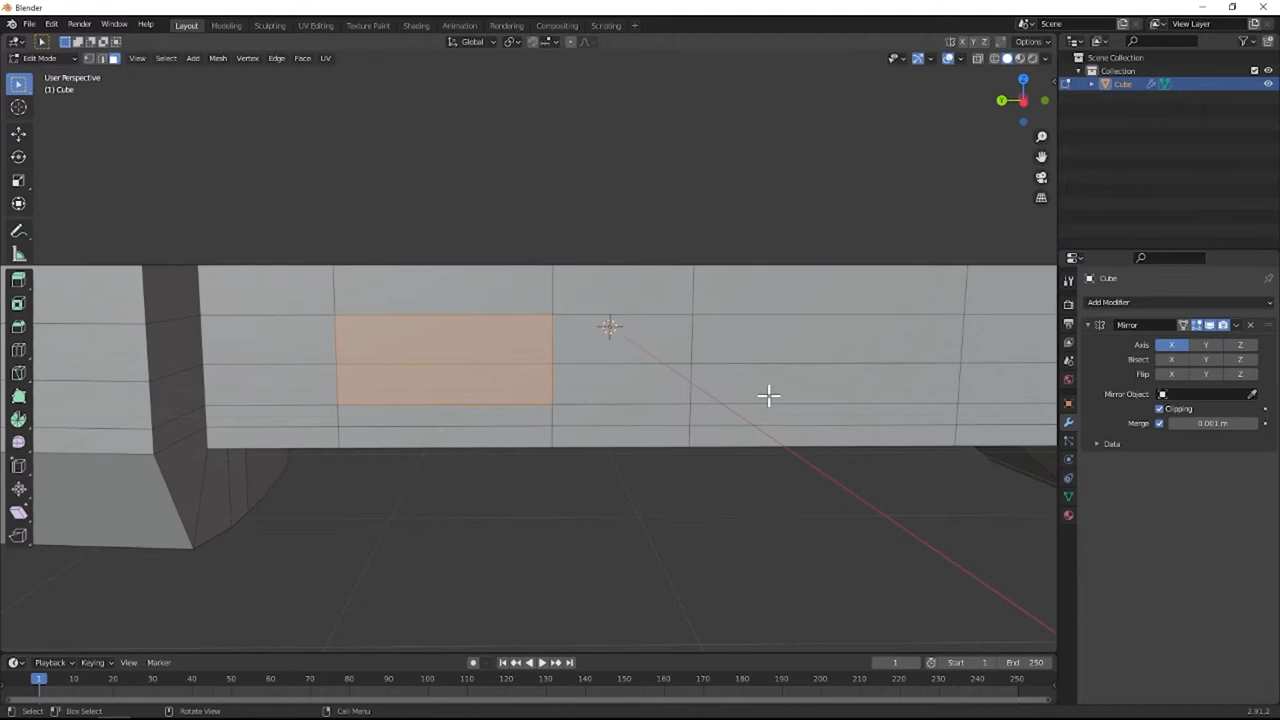 Blender
File Edit Render Window Help Layout Modeling Sculpting UV Editing Texture Paint Shading Animation Rendering Compositing Scripting + Scene View Layer
Global X Y Z Options
Edit Mode View Select Add Mesh Vertex Edge Face UV
User Perspective
(1) Cube
Z
Y
Scene Collection
Collection
Cube
Cube
Add Modifier
Mirror
Axis X Y Z
Bisect X Y Z
Flip X Y Z
Mirror Object
Clipping
Merge 0.001 m
Data
Playback Keying View Marker 1 Start 1 End 250
1 10 20 30 40 50 60 70 80 90 100 110 120 130 140 150 160 170 180 190 200 210 220 230 240 250
Select Box Select Rotate View Call Menu 2.91.2